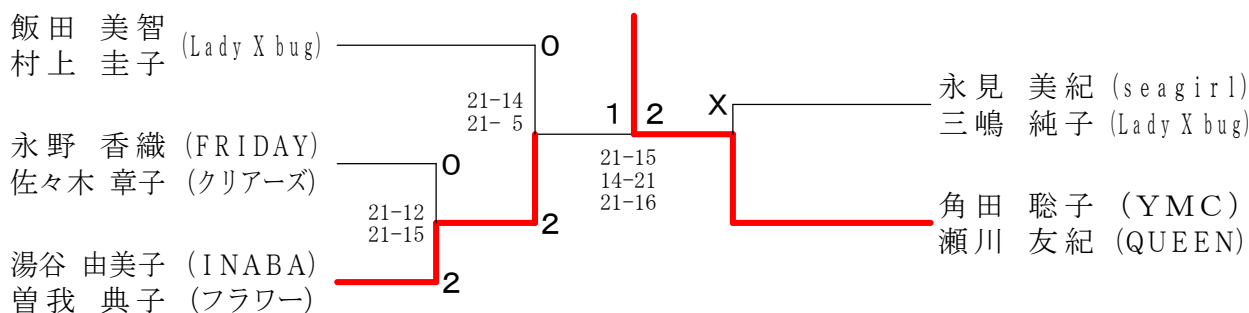 飯田 美智 (Lady X bug)
村上 圭子
0
21-14
21- 5
永野 香織 (FRIDAY)
佐々木 章子 (クリアーズ)
0
21-12
21-15
2
湯谷 由美子 (INABA)
曽我 典子 (フラワー)
2
1 2
21-15
14-21
21-16
X
永見 美紀 (seagirl)
三嶋 純子 (Lady X bug)
角田 聡子 (YMC)
瀬川 友紀 (QUEEN)